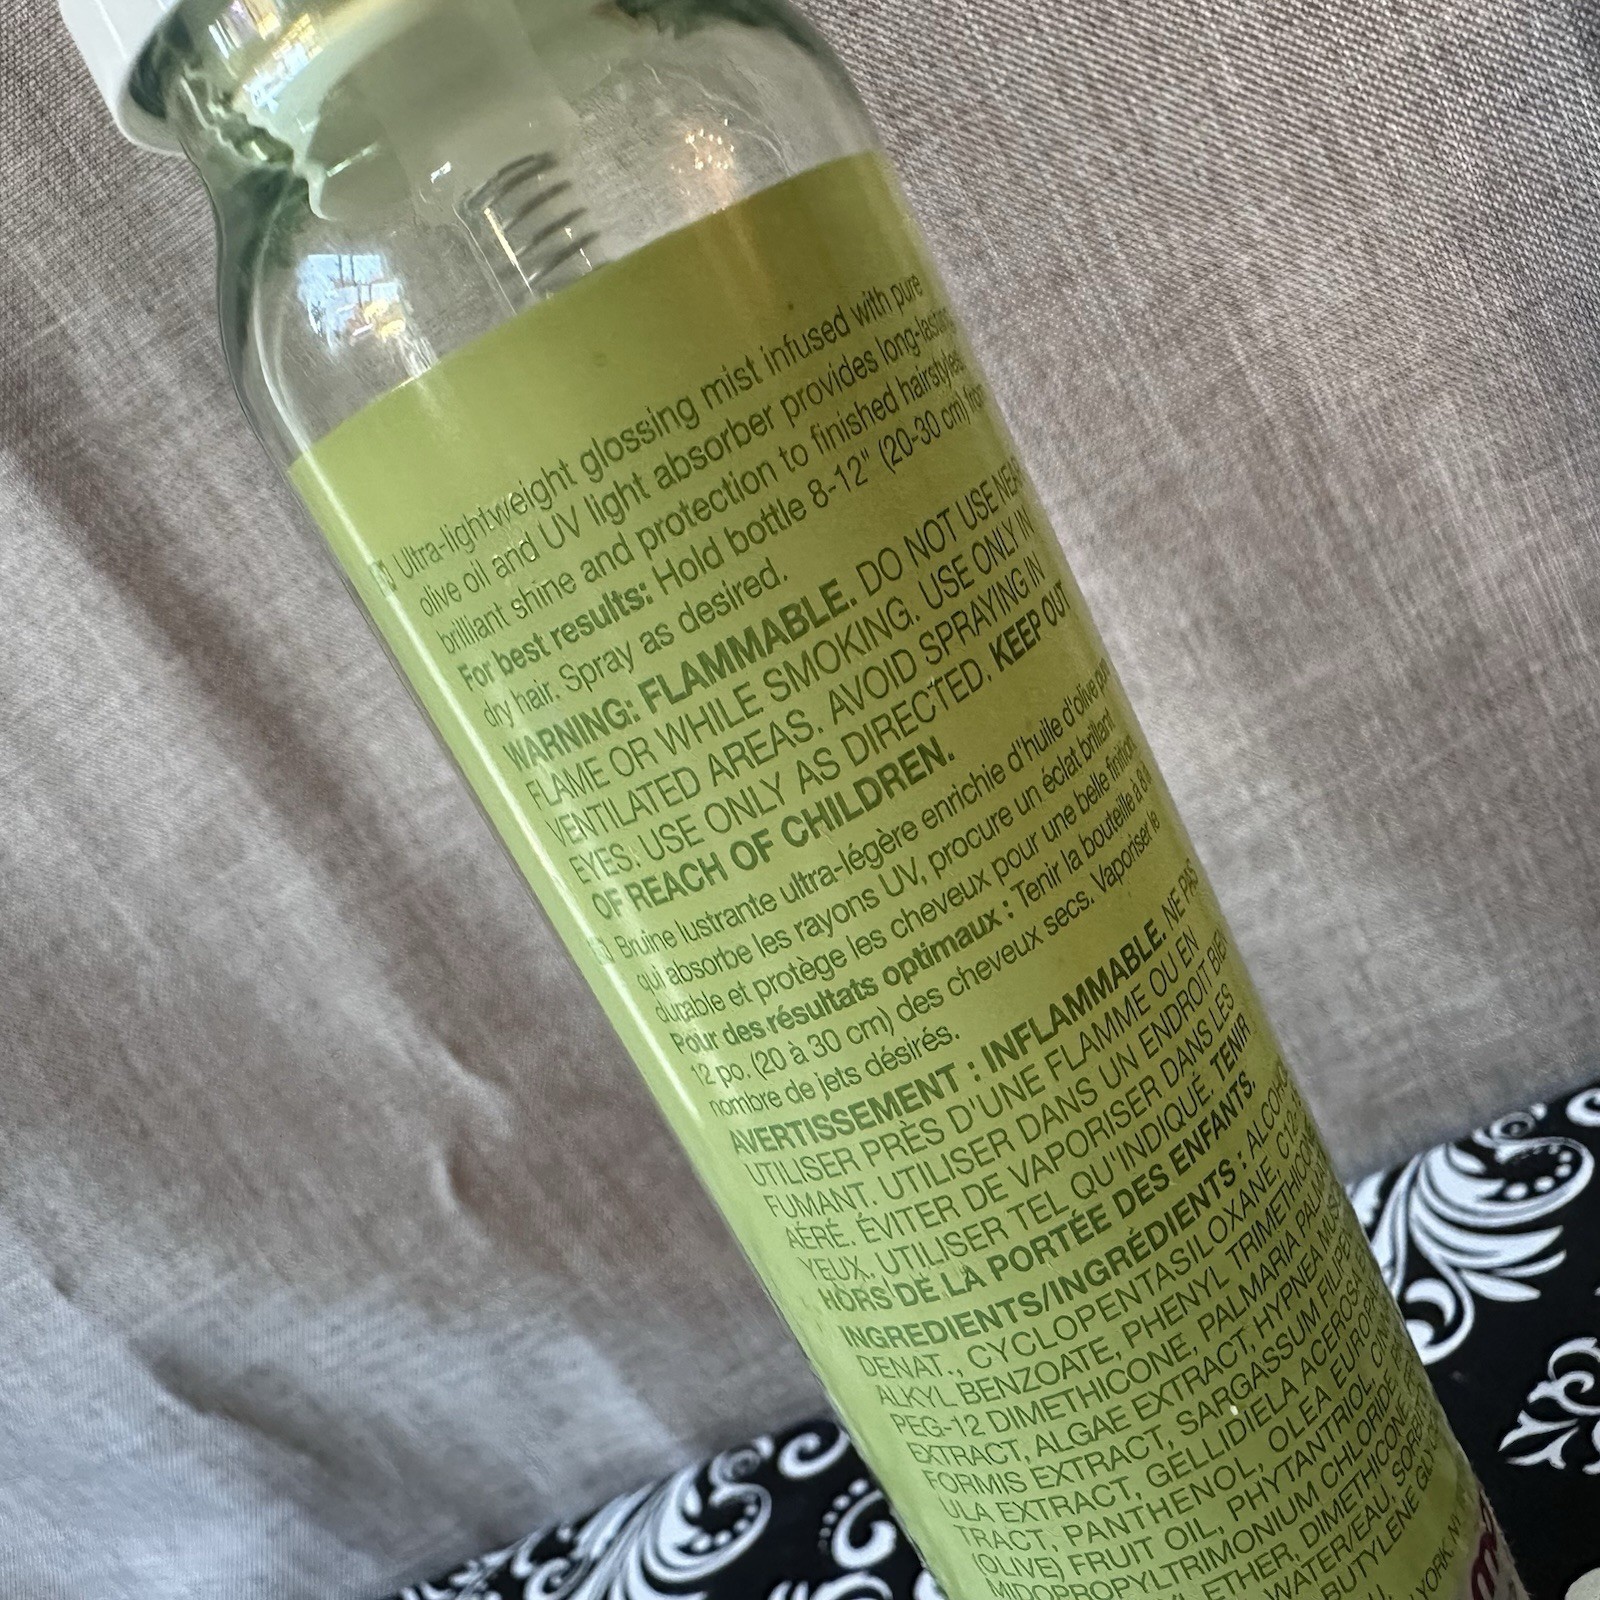 Ultra-lightweight glossing mist infused with pure
olive oil and UV light absorber provides long-lasting
brilliant shine and protection to finished hairstyles.
For best results: Hold bottle 8-12" (20-30 cm) from
dry hair. Spray as desired.
WARNING: FLAMMABLE. DO NOT USE NEAR
FLAME OR WHILE SMOKING. USE ONLY IN
VENTILATED AREAS. AVOID SPRAYING IN
EYES. USE ONLY AS DIRECTED. KEEP OUT
OF REACH OF CHILDREN.
Bruine lustrante ultra-légère enrichie d'huile d'olive pure
qui absorbe les rayons UV, procure un éclat brillant
durable et protège les cheveux pour une belle finition.
Pour des résultats optimaux : Tenir la bouteille à 8 à
12 po. (20 à 30 cm) des cheveux secs. Vaporiser le
nombre de jets désirés.
AVERTISSEMENT : INFLAMMABLE. NE PAS
UTILISER PRÈS D'UNE FLAMME OU EN
FUMANT. UTILISER DANS UN ENDROIT BIEN
AÉRÉ. ÉVITER DE VAPORISER DANS LES
YEUX. UTILISER TEL QU'INDIQUÉ. TENIR
HORS DE LA PORTÉE DES ENFANTS.
INGREDIENTS/INGRÉDIENTS : ALCOHOL
DENAT., CYCLOPENTASILOXANE, C12-15
ALKYL BENZOATE, PHENYL TRIMETHICONE,
PEG-12 DIMETHICONE, PALMARIA PALMATA
EXTRACT, ALGAE EXTRACT, HYPNEA MUSCI
FORMIS EXTRACT, SARGASSUM FILIPEN
ULA EXTRACT, GELLIDIELA ACEROSA EX
TRACT, PANTHENOL, OLEA EUROPAEA
(OLIVE) FRUIT OIL, PHYTANTRIOL,
MIDOPROPYLTRIMONIUM CHLORIDE,
ETHER, DIMETHICONE
WATER/EAU, SORBIT
BUTYLENE GLYCOL
YORK NY